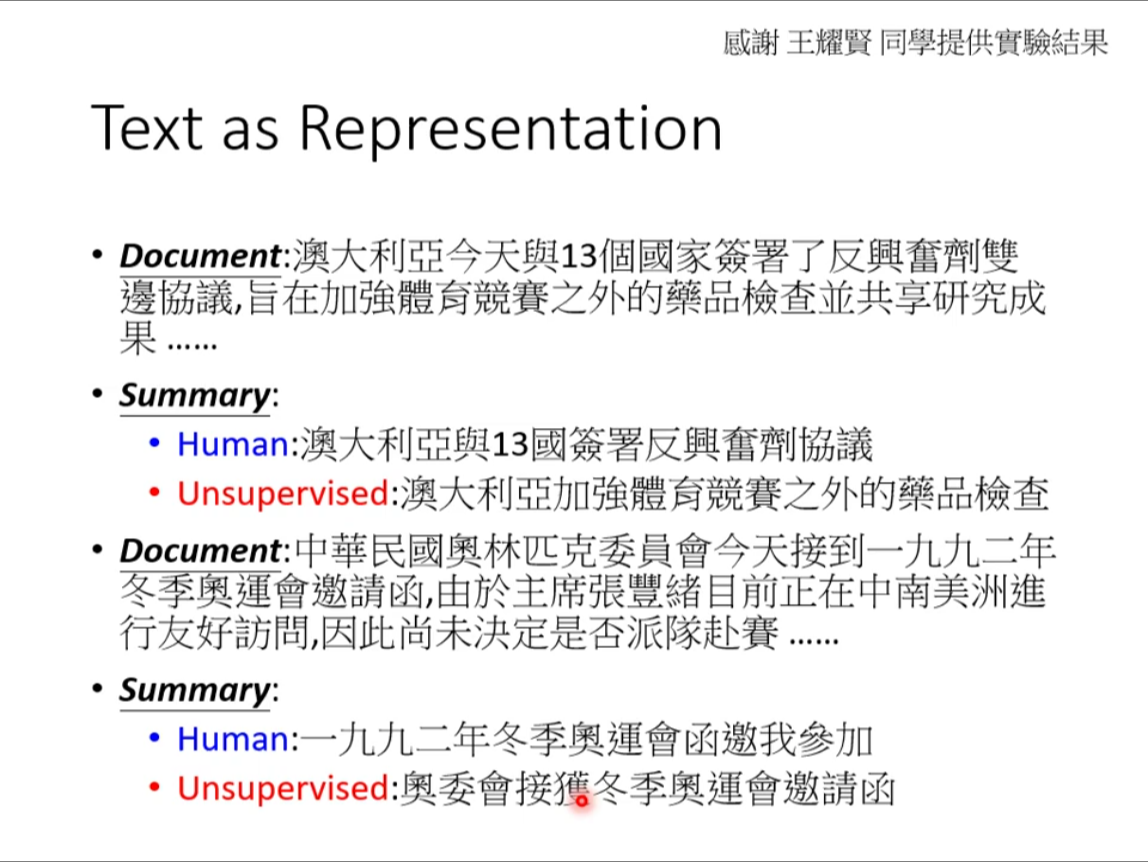 感謝 王耀賢 同學提供實驗結果
Text as Representation
• Document:澳大利亞今天與13個國家簽署了反興奮劑雙
邊協議,旨在加強體育競賽之外的藥品檢查並共享研究成
果 ……
• Summary:
• Human:澳大利亞與13國簽署反興奮劑協議
• Unsupervised:澳大利亞加強體育競賽之外的藥品檢查
• Document:中華民國奧林匹克委員會今天接到一九九二年
冬季奧運會邀請函,由於主席張豐緒目前正在中南美洲進
行友好訪問,因此尚未決定是否派隊赴賽 ……
• Summary:
• Human:一九九二年冬季奧運會函邀我參加
• Unsupervised:奧委會接獲冬季奧運會邀請函